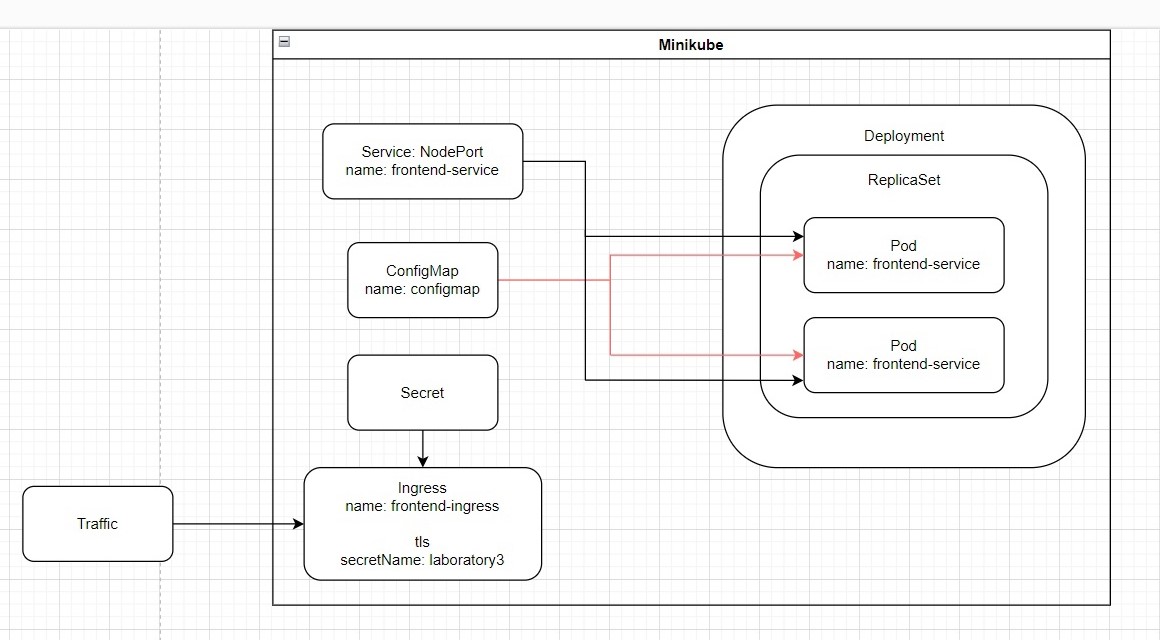 Minikube
Service: NodePort
name: frontend-service
Deployment
ReplicaSet
Pod
name: frontend-service
ConfigMap
name: configmap
Pod
name: frontend-service
Secret
Ingress
name: frontend-ingress
tls
secretName: laboratory3
Traffic